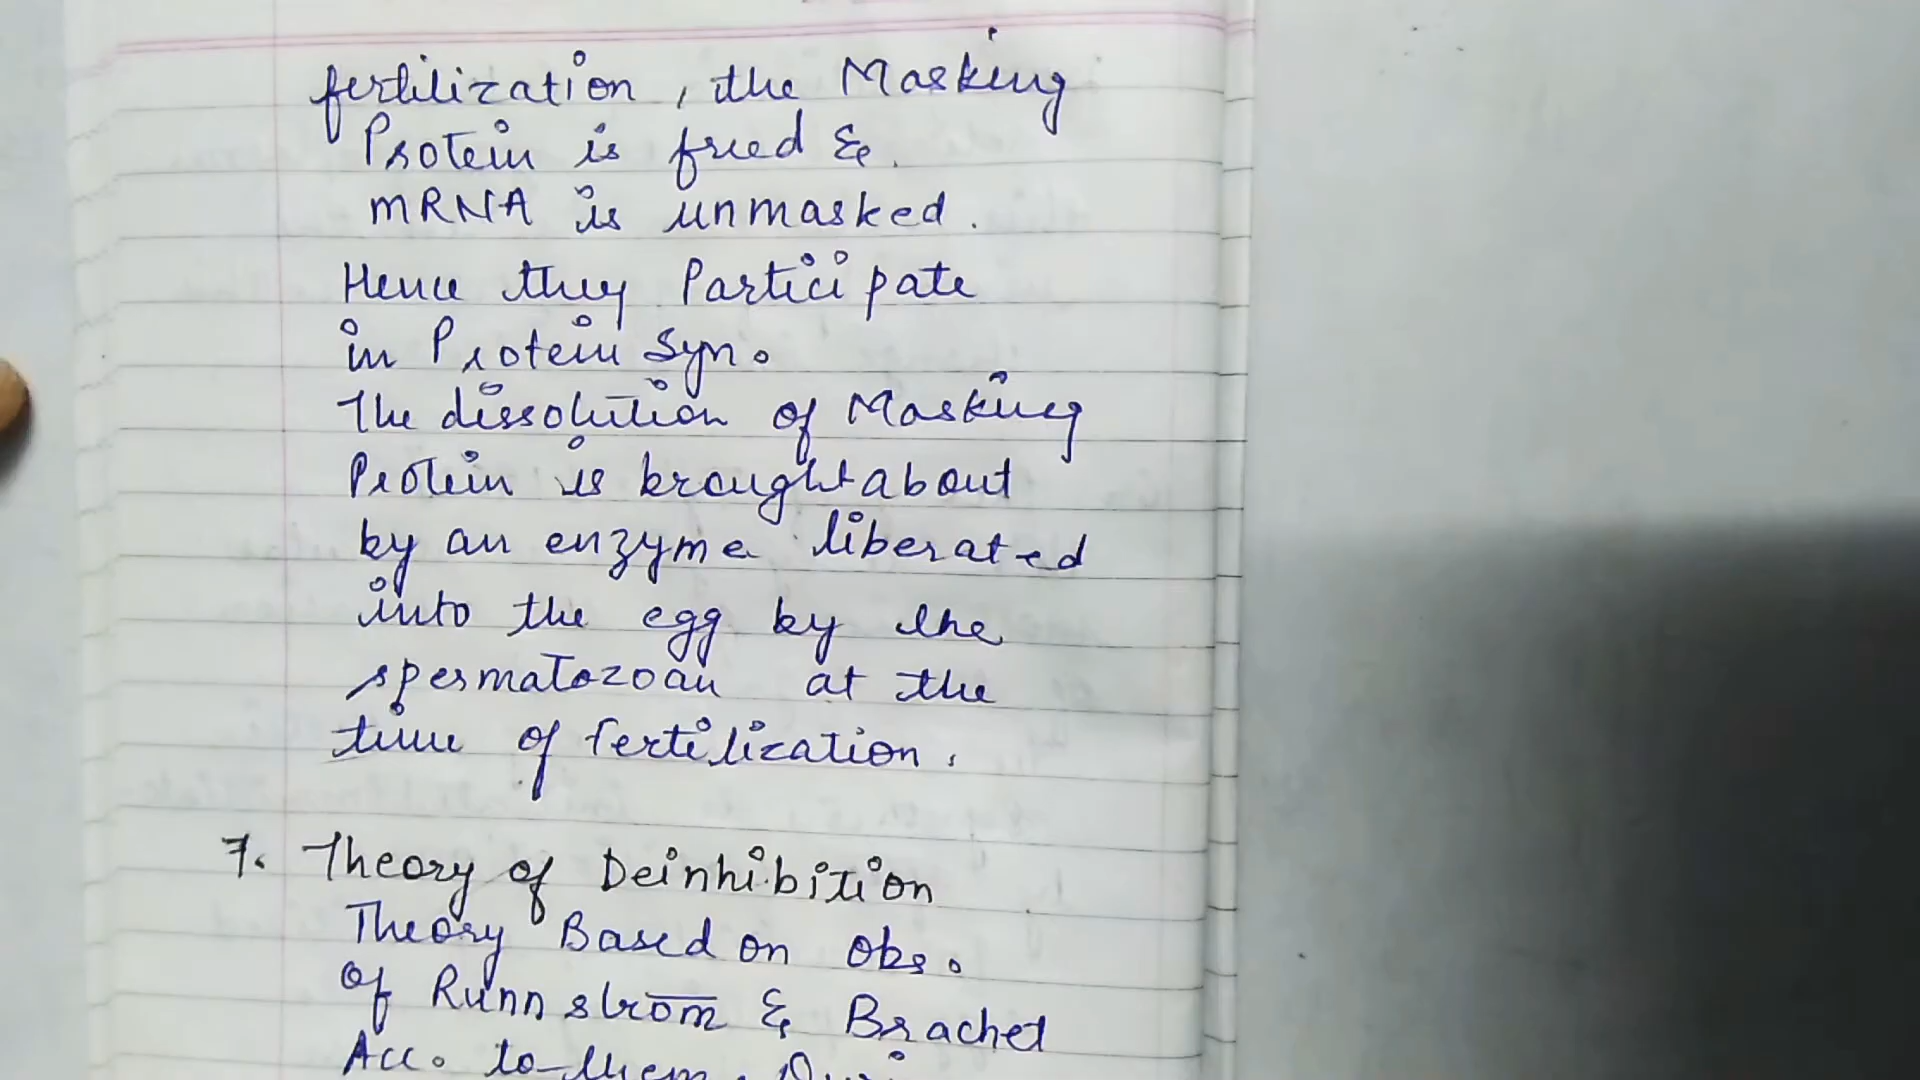 fertilization, the Masking
Protein is freed &
mRNA is unmasked.
Hence they Participate
in Protein Syn.
The dissolution of Masking
Protein is brought about
by an enzyme liberated
into the egg by the
spermatozoan at the
time of fertilization.
7. Theory of Deinhibition
Theory Based on obs.
of Runnstrom & Brachet
Acc. to them,